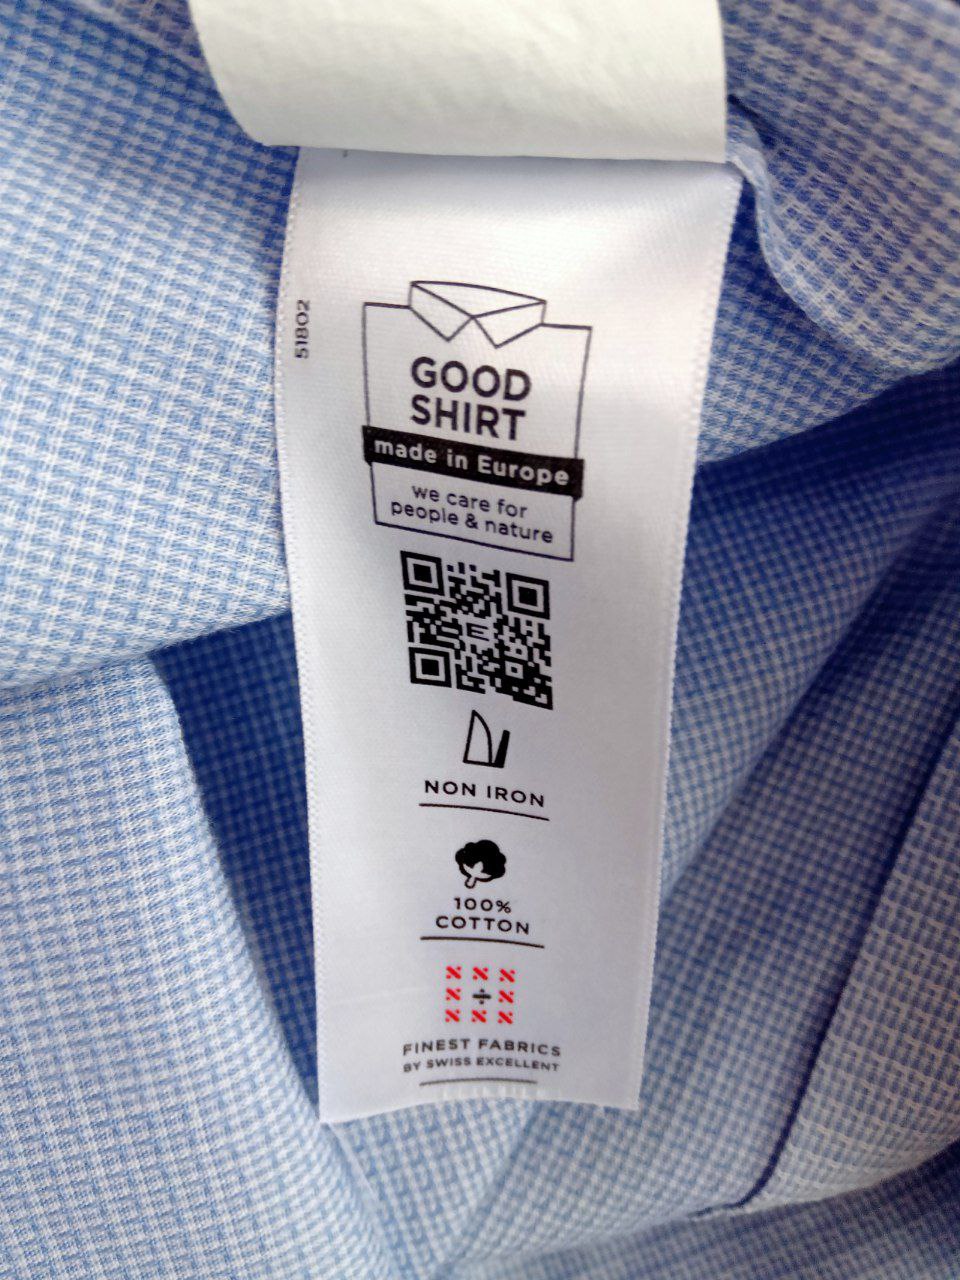 51802
GOOD
SHIRT
made in Europe
we care for
people & nature
E
NON IRON
100%
COTTON
FINEST FABRICS
BY SWISS EXCELLENT